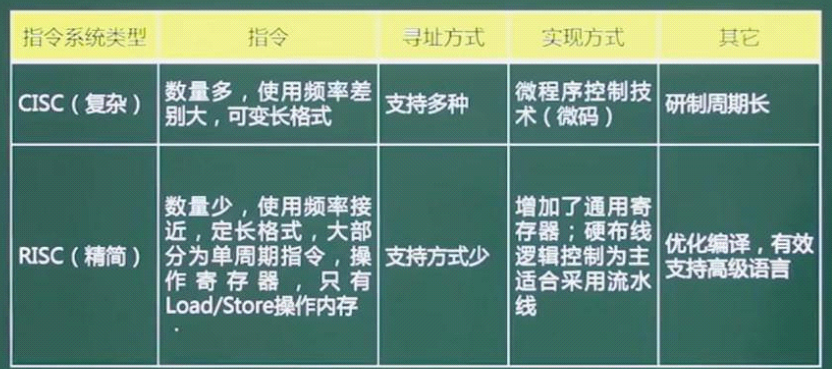 指令系统类型
指令
寻址方式
实现方式
其它
CISC（复杂）
数量多，使用频率差
别大，可变长格式
支持多种
微程序控制技
术（微码）
研制周期长
RISC（精简）
数量少，使用频率接
近，定长格式，大部
分为单周期指令，操
作寄存器，只有
Load/Store操作内存
支持方式少
增加了通用寄
存器；硬布线
逻辑控制为主
适合采用流水
线
优化编译，有效
支持高级语言